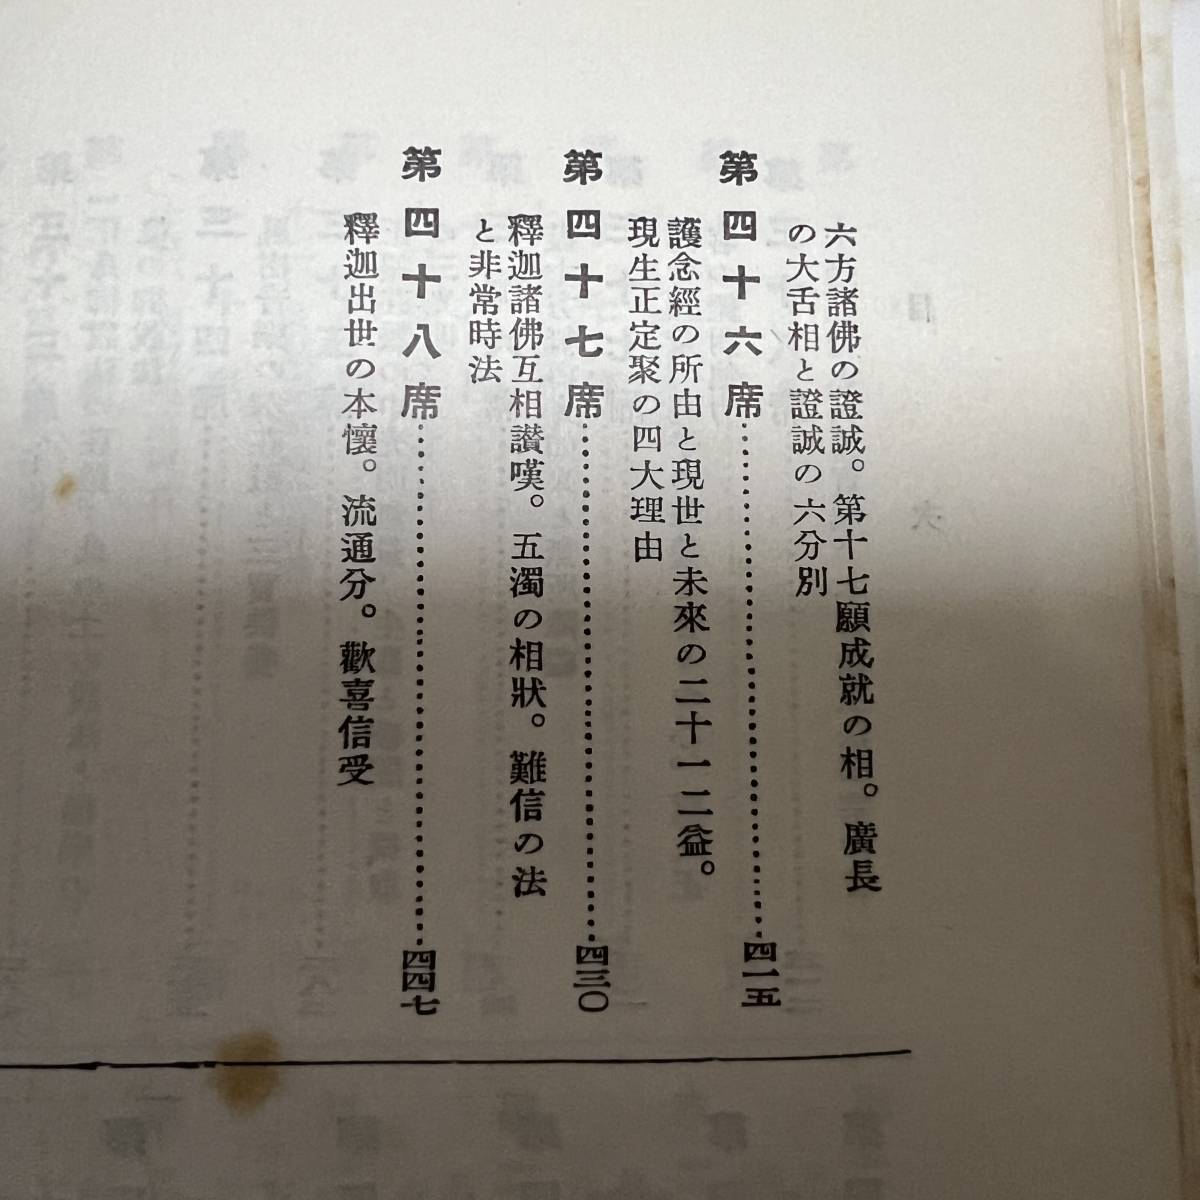 六方諸佛の證誠。第十七願成就の相。廣長
の大舌相と證誠の六分別
第四十六席……………………四一五
護念經の所由と現世と未來の二十一二益。
現生正定聚の四大理由
第四十七席……………………四三〇
釋迦諸佛互相讃嘆。五濁の相狀。難信の法
と非常時法
第四十八席……………………四四七
釋迦出世の本懷。流通分。歡喜信受